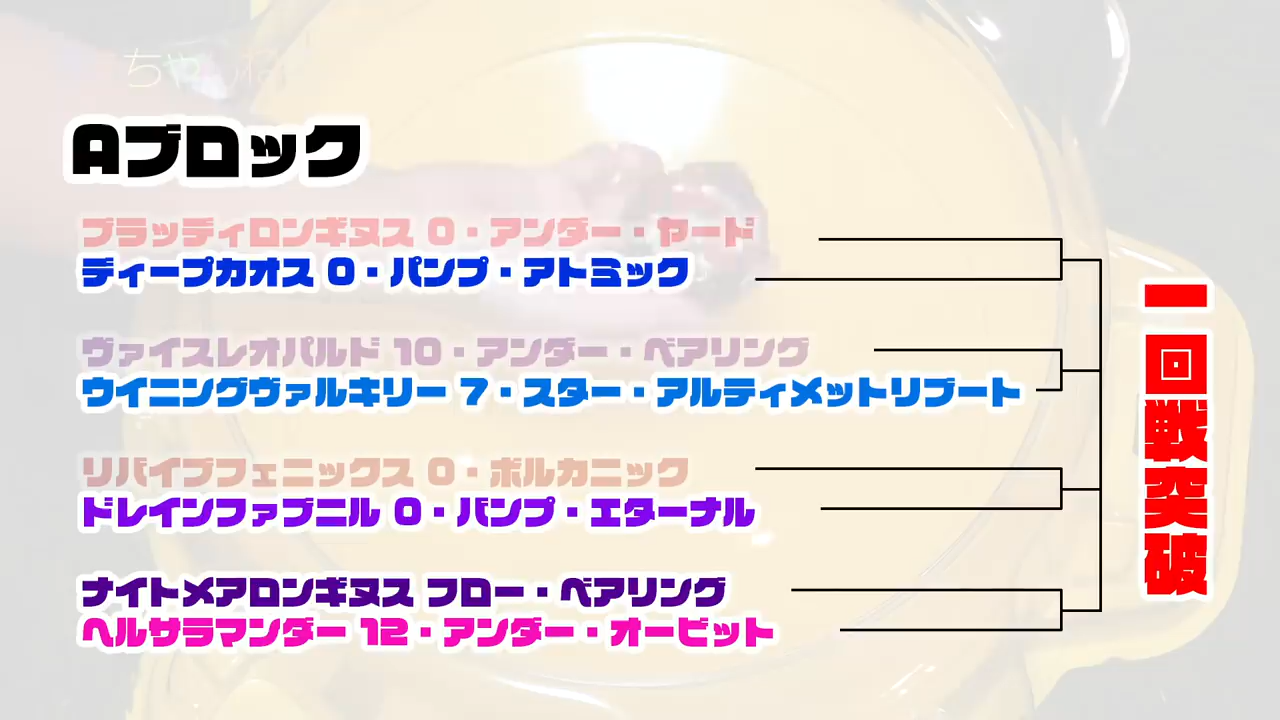 Aブロック
ブラッディロンギヌス 0・アンダー・ヤード
ディープカオス 0・バンプ・アトミック
ヴァイスレオパルド 10・アンダー・ベアリング
ウイニングヴァルキリー 7・スター・アルティメットリブート
リバイブフェニックス 0・ボルカニック
ドレインファブニル 0・バンプ・エターナル
ナイトメアロンギヌス フロー・ベアリング
ヘルサラマンダー 12・アンダー・オービット
一回戦突破